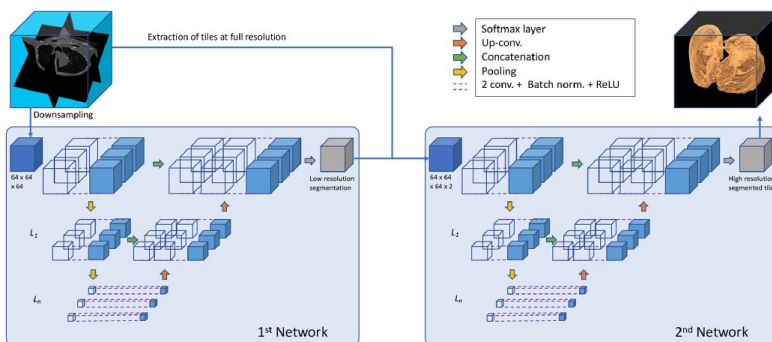 Extraction of tiles at full resolution
Softmax layer
Up-conv.
Concatenation
Pooling
2 conv. + Batch norm. + ReLU
Downsampling
64 x 64
x 64
Low resolution
segmentation
L1
Ln
1st Network
64 x 64
x 64 x 2
High resolution
segmented tile
L1
Ln
2nd Network